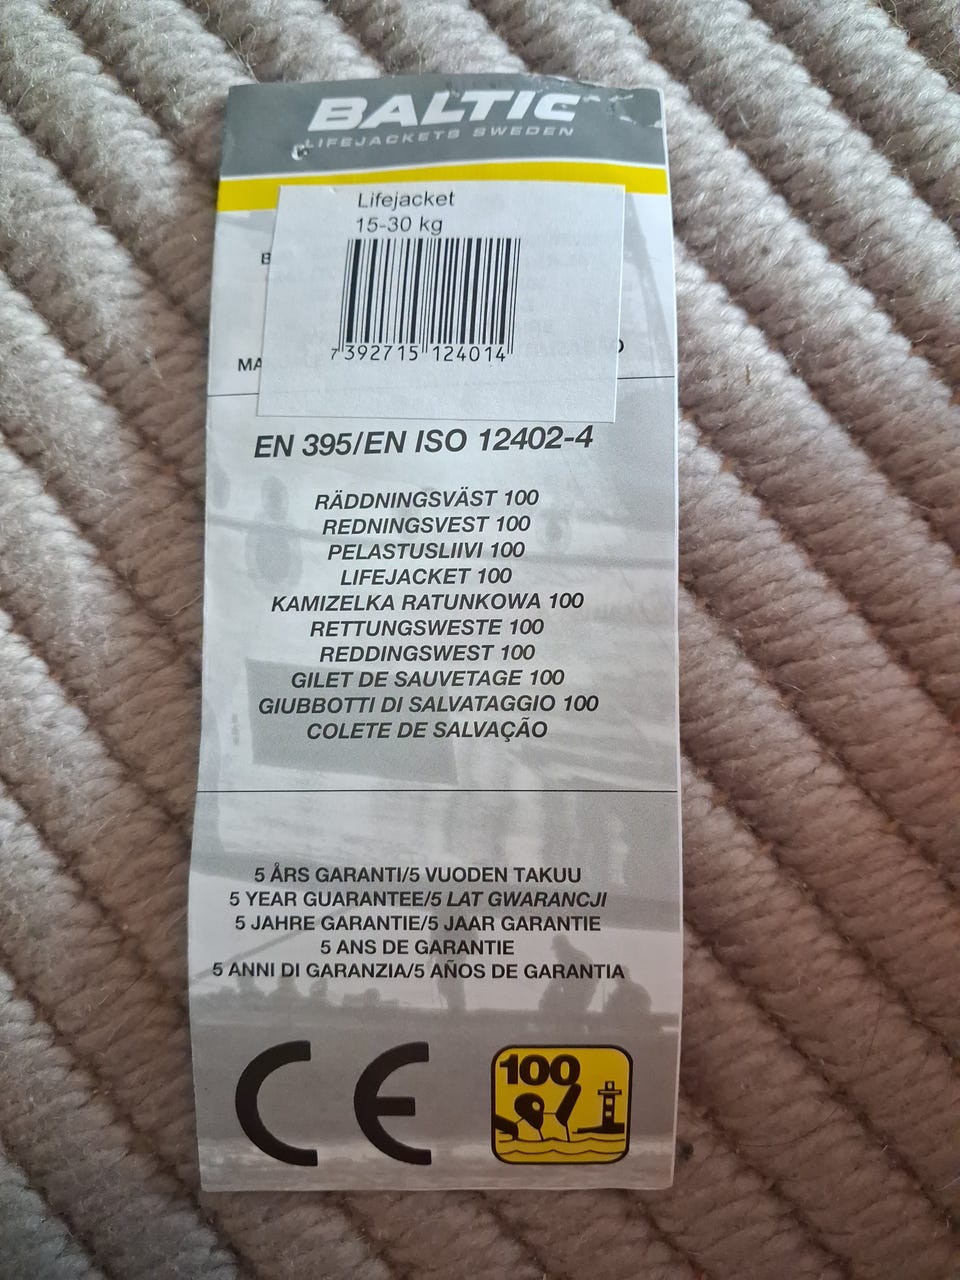 BALTIC
LIFEJACKETS SWEDEN
Lifejacket
15-30 kg
7 392715 124014
MA
EN 395/EN ISO 12402-4
RÄDDNINGSVÄST 100
REDNINGSVEST 100
PELASTUSLIIVI 100
LIFEJACKET 100
KAMIZELKA RATUNKOWA 100
RETTUNGSWESTE 100
REDDINGSWEST 100
GILET DE SAUVETAGE 100
GIUBBOTTI DI SALVATAGGIO 100
COLETE DE SALVAÇÃO
5 ÅRS GARANTI/5 VUODEN TAKUU
5 YEAR GUARANTEE/5 LAT GWARANCJI
5 JAHRE GARANTIE/5 JAAR GARANTIE
5 ANS DE GARANTIE
5 ANNI DI GARANZIA/5 AÑOS DE GARANTIA
CE
100